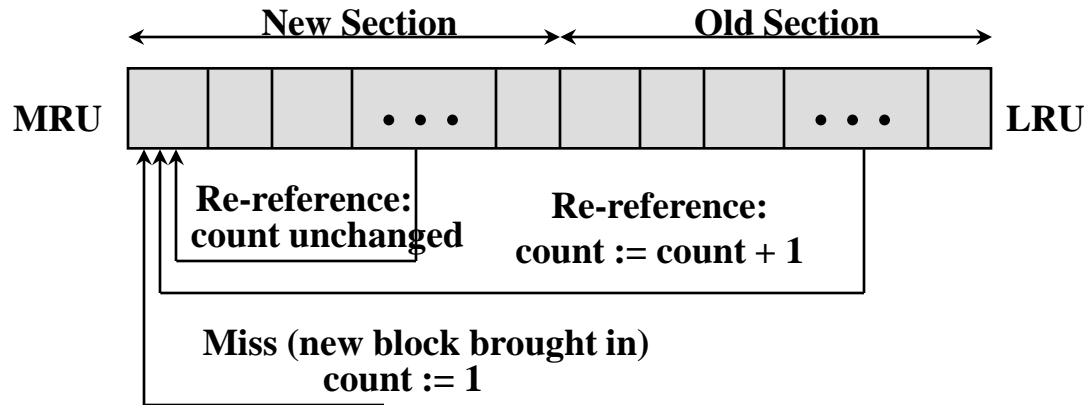 New Section
Old Section
MRU
• • •
• • •
LRU
Re-reference:
count unchanged
Re-reference:
count := count + 1
Miss (new block brought in)
count := 1